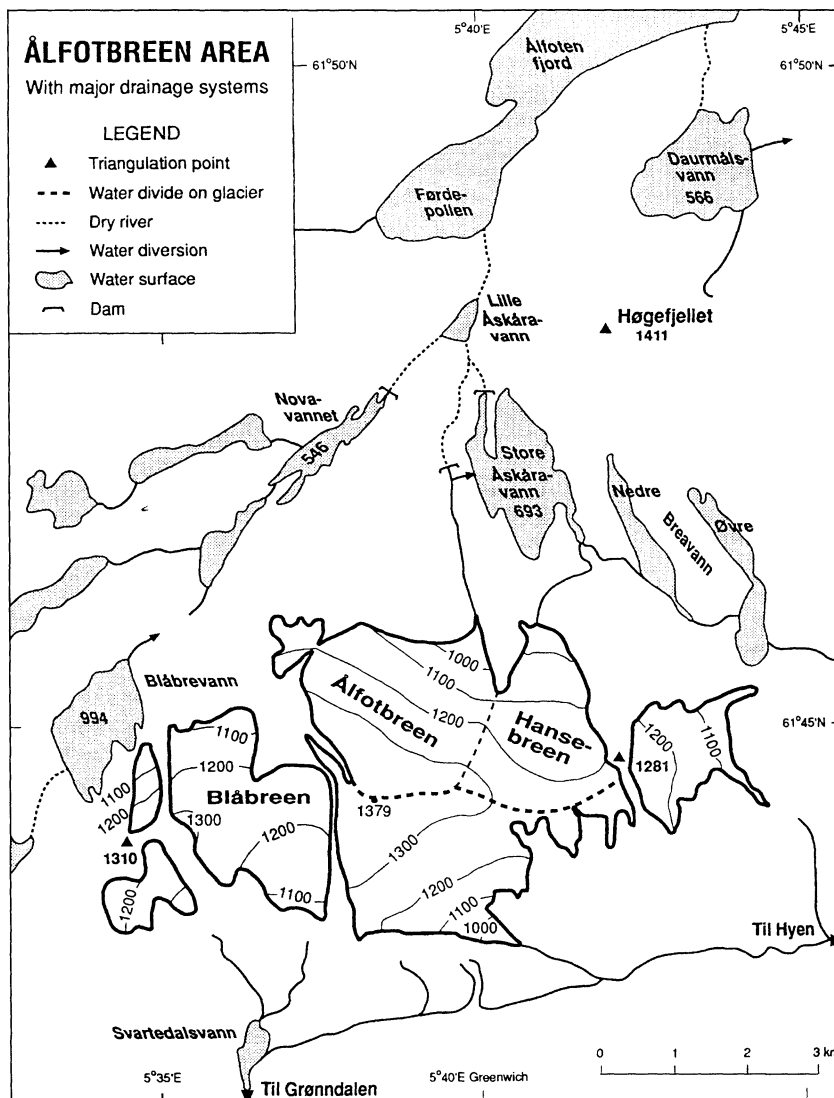 ÅLFOTBREEN AREA
With major drainage systems
LEGEND
Triangulation point
Water divide on glacier
Dry river
Water diversion
Water surface
Dam
5°40'E
5°45'E
61°50'N
61°50'N
Ålfoten
fjord
Daurmåls-
vann
566
Førde-
pollen
Lille
Åskåra-
vann
Høgefjellet
1411
Nova-
vannet
546
Store
Åskåra-
vann
693
Nedre
Øvre
Breavann
Blåbrevann
994
1000
1100
1200
Ålfotbreen
Hanse-
breen
61°45'N
1100
1200
Blåbreen
1300
1200
1100
1100
1200
1310
1200
1379
1300
1200
1100
1000
1281
1200
1100
Til Hyen
Svartedalsvann
Til Grønndalen
5°35'E
5°40'E Greenwich
0 1 2 3 km